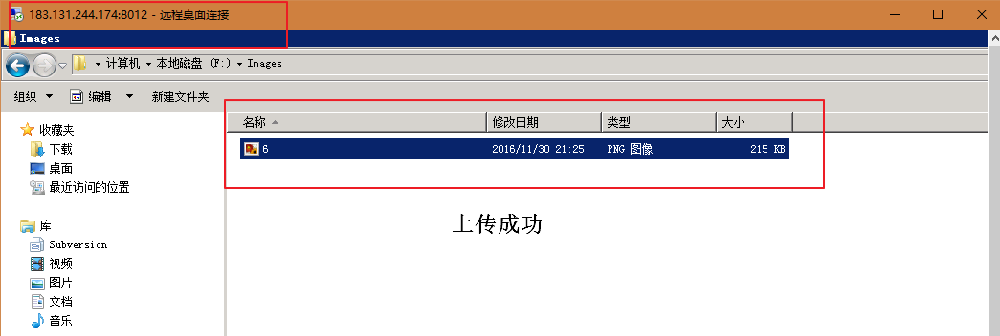 183.131.244.174:8012 - 远程桌面连接
Images
计算机 本地磁盘 (F:) Images
组织 编辑 新建文件夹
名称 修改日期 类型 大小
6 2016/11/30 21:25 PNG 图像 215 KB
收藏夹
下载
桌面
最近访问的位置
上传成功
库
Subversion
视频
图片
文档
音乐